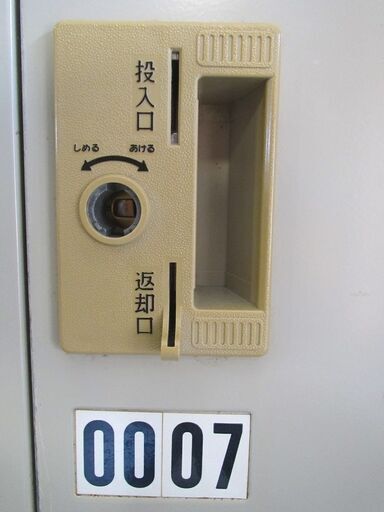 投入口
しめる あける
返却口
0007